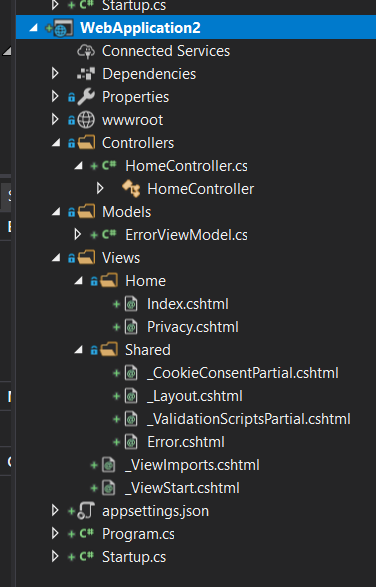 Startup.cs
WebApplication2
Connected Services
Dependencies
Properties
wwwroot
Controllers
C# HomeController.cs
HomeController
Models
C# ErrorViewModel.cs
Views
Home
Index.cshtml
Privacy.cshtml
Shared
_CookieConsentPartial.cshtml
_Layout.cshtml
_ValidationScriptsPartial.cshtml
Error.cshtml
_ViewImports.cshtml
_ViewStart.cshtml
appsettings.json
C# Program.cs
C# Startup.cs